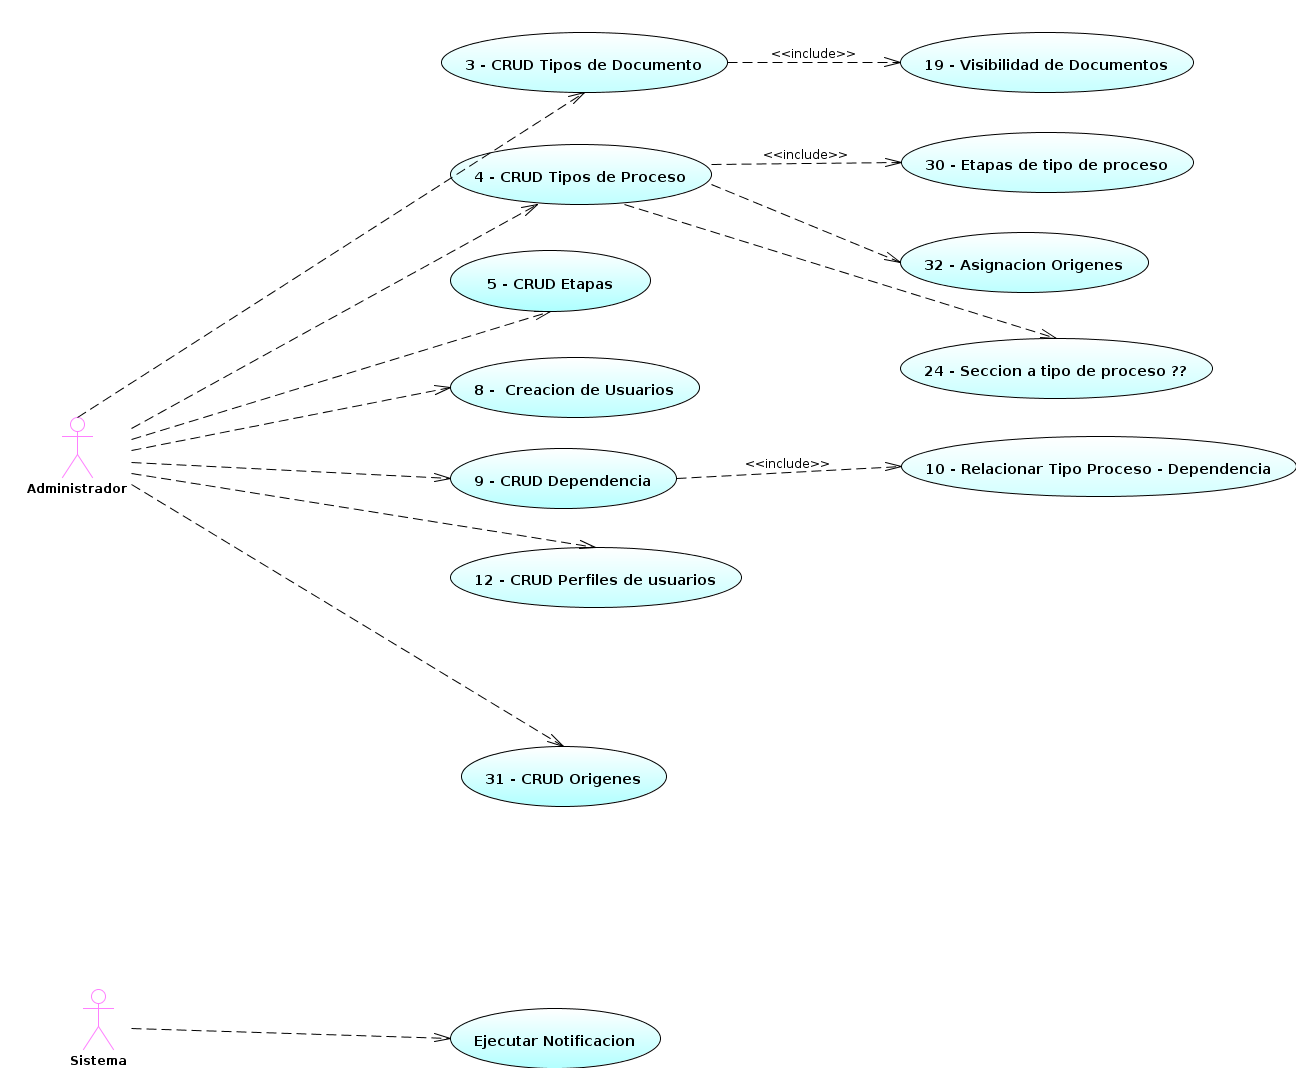 3 - CRUD Tipos de Documento
<<include>>
19 - Visibilidad de Documentos
4 - CRUD Tipos de Proceso
<<include>>
30 - Etapas de tipo de proceso
32 - Asignacion Origenes
5 - CRUD Etapas
24 - Seccion a tipo de proceso ??
8 -  Creacion de Usuarios
Administrador
9 - CRUD Dependencia
<<include>>
10 - Relacionar Tipo Proceso - Dependencia
12 - CRUD Perfiles de usuarios
31 - CRUD Origenes
Sistema
Ejecutar Notificacion